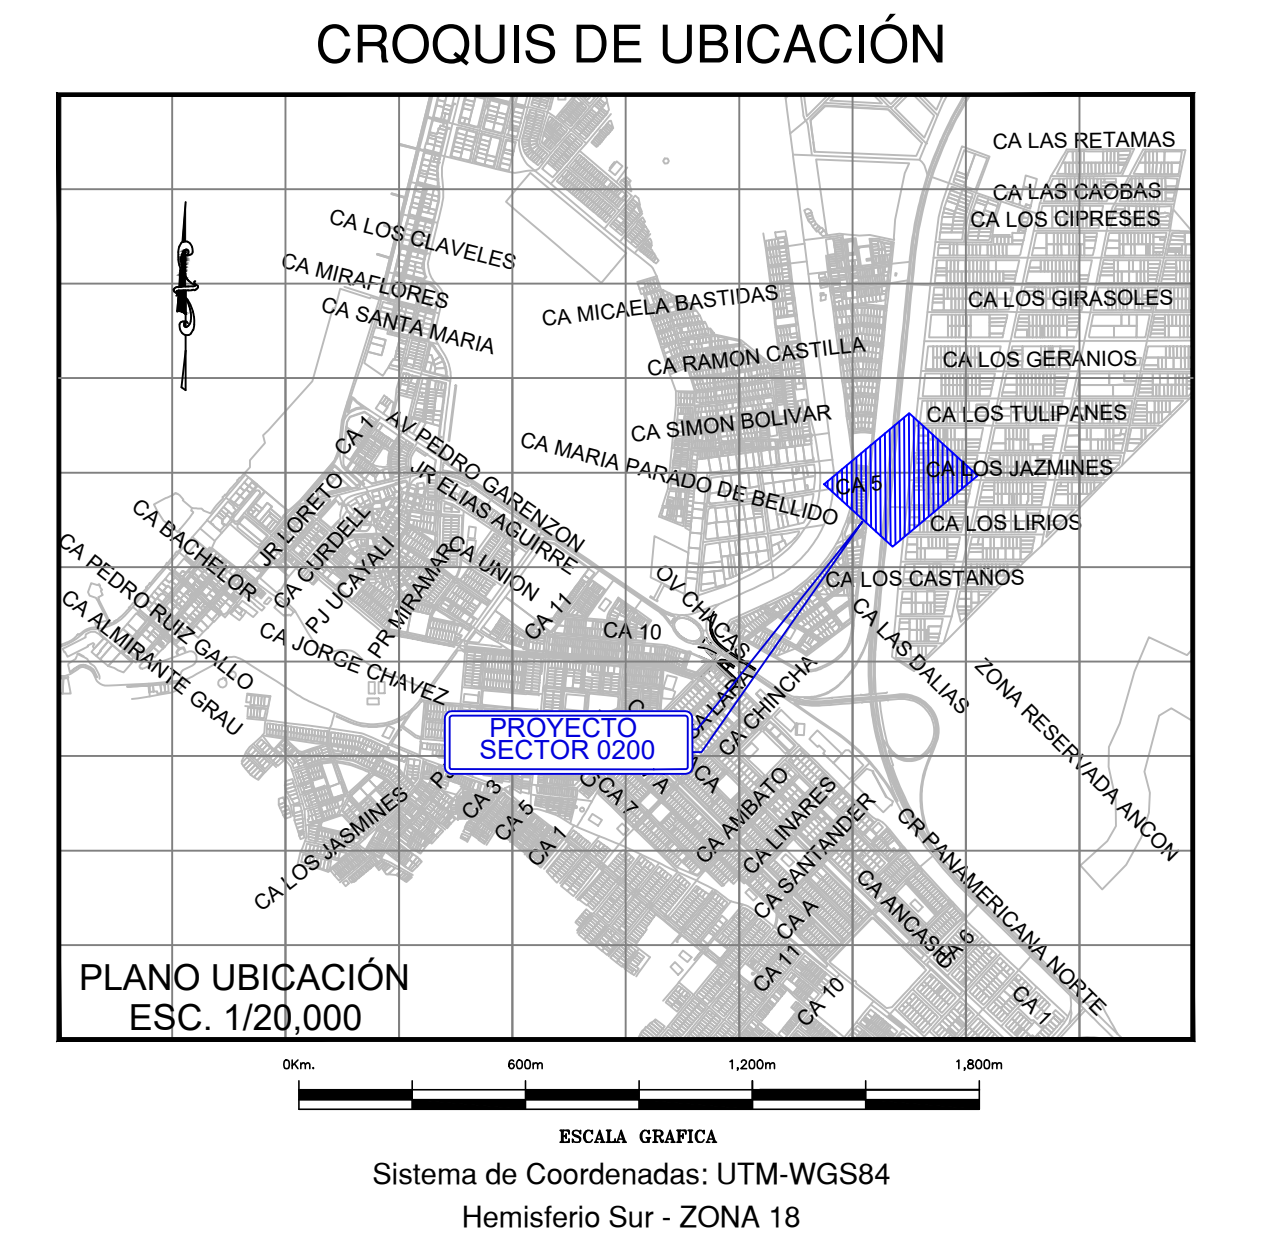 CROQUIS DE UBICACIÓN
CA LAS RETAMAS
CA LAS CAOBAS
CA LOS CIPRESES
CA LOS CLAVELES
CA MIRAFLORES
CA SANTA MARIA
CA MICAELA BASTIDAS
CA LOS GIRASOLES
CA RAMON CASTILLA
CA LOS GERANIOS
CA SIMON BOLIVAR
CA LOS TULIPANES
CA MARIA PARADO DE BELLIDO
CA 5
CA LOS JAZMINES
CA LOS LIRIOS
CA LOS CASTAÑOS
CA 1
AV PEDRO GARENZON
JR ELIAS AGUIRRE
JR LORETO
CA CURDELL
PJ UCAYALI
PR MIRAMAR
CA UNION
CA 11
CA 10
CA BACHELOR
CA PEDRO RUIZ GALLO
CA ALMIRANTE GRAU
CA JORGE CHAVEZ
OV CHACAS
CA LAS DALIAS
ZONA RESERVADA ANCON
CA CHINCHA
PROYECTO
SECTOR 0200
CA LOS JASMINES
CA 3
CA 5
CA 1
CA 7
CA AMBATO
CA LINARES
CA SANTANDER
CR PANAMERICANA NORTE
CA ANCASH
CA A
CA 6
CA 11
CA 10
CA 1
PLANO UBICACIÓN
ESC. 1/20,000
0Km. 600m 1,200m 1,800m
ESCALA GRAFICA
Sistema de Coordenadas: UTM-WGS84
Hemisferio Sur - ZONA 18